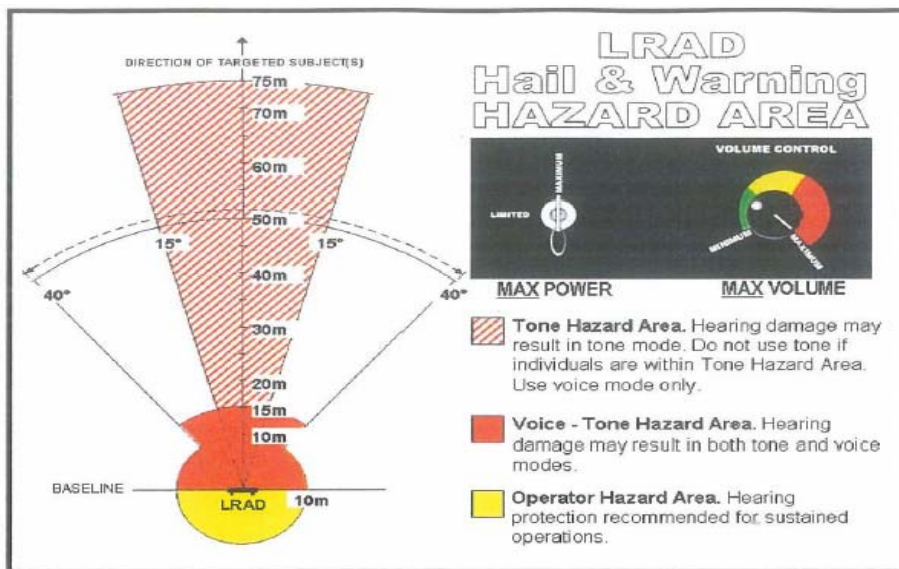 DIRECTION OF TARGETED SUBJECT(S)
75m
70m
60m
50m
15°
15°
40°
40°
40m
30m
20m
15m
10m
BASELINE
LRAD
10m
LRAD
Hail & Warning
HAZARD AREA
VOLUME CONTROL
MAXIMUM
LIMITED
MINIMUM
MAXIMUM
MAX POWER
MAX VOLUME
Tone Hazard Area. Hearing damage may
result in tone mode. Do not use tone if
individuals are within Tone Hazard Area.
Use voice mode only.
Voice - Tone Hazard Area. Hearing
damage may result in both tone and voice
modes.
Operator Hazard Area. Hearing
protection recommended for sustained
operations.